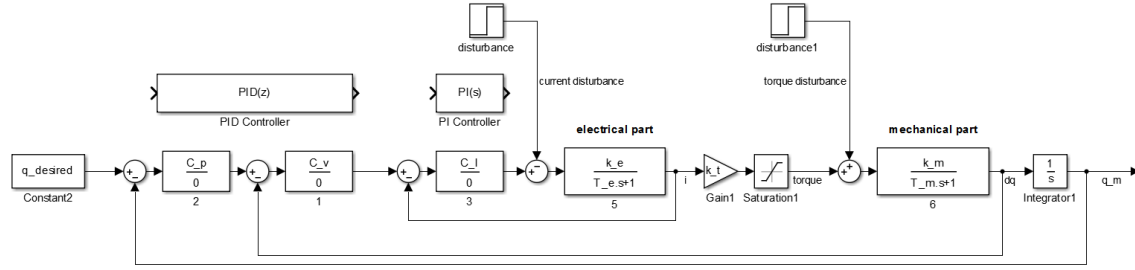 disturbance
disturbance1
current disturbance
torque disturbance
PID(z)
PID Controller
PI(s)
PI Controller
electrical part
mechanical part
q_desired
Constant2
+
−
C_p
0
2
+
−
C_v
0
1
+
−
C_I
0
3
+
−
k_e
T_e.s+1
5
i
k_t
Gain1
Saturation1
torque
+
+
k_m
T_m.s+1
6
dq
1
s
Integrator1
q_m